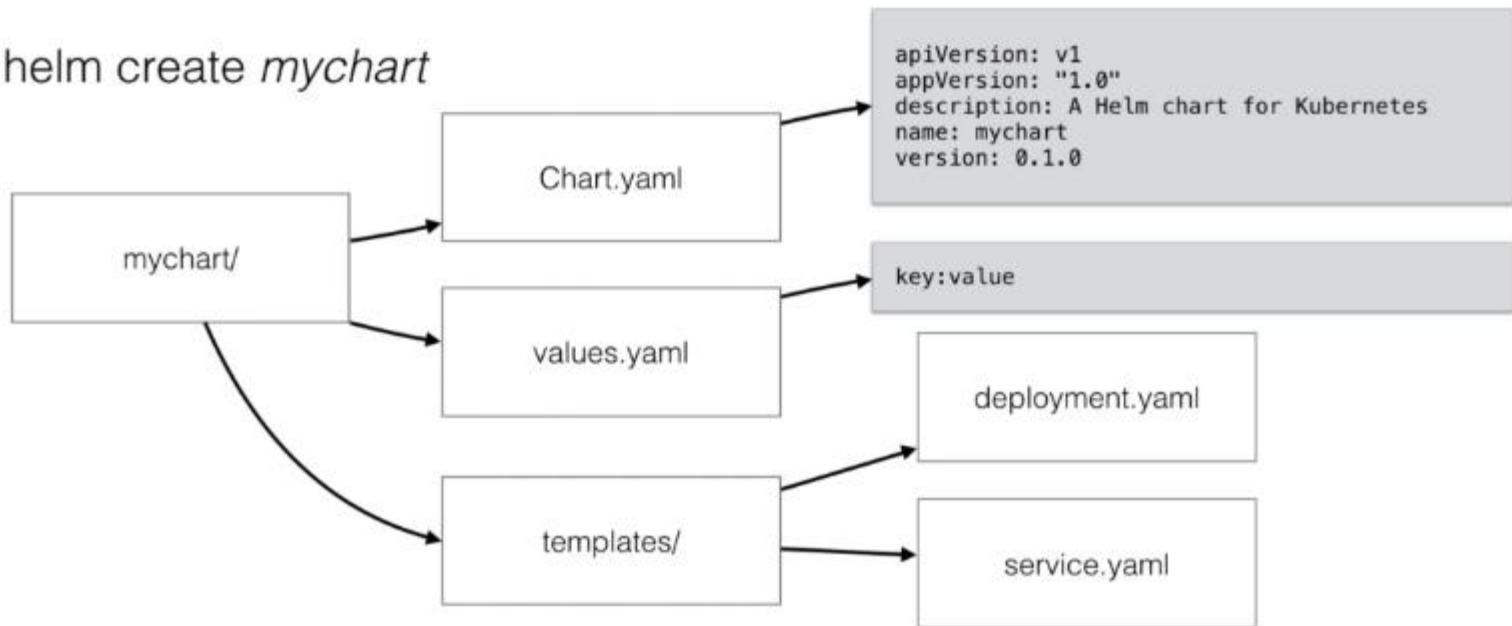 helm create mychart
apiVersion: v1
appVersion: "1.0"
description: A Helm chart for Kubernetes
name: mychart
version: 0.1.0
Chart.yaml
mychart/
key:value
values.yaml
deployment.yaml
templates/
service.yaml